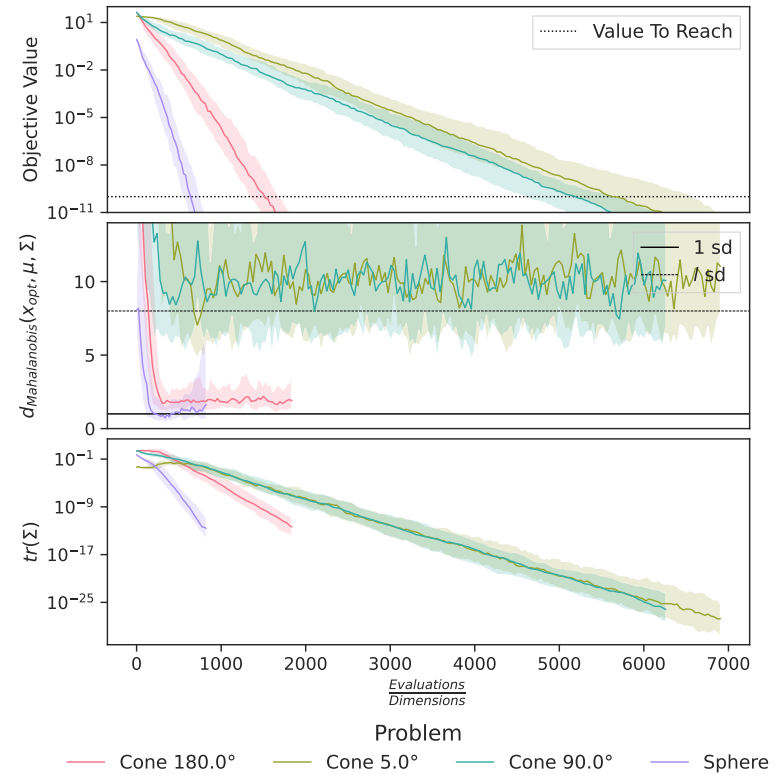 Objective Value
10^1
10^−2
10^−5
10^−8
10^−11
Value To Reach
d_Mahalanobis(x_opt, μ, Σ)
10
5
0
1 sd
l sd
tr(Σ)
10^−1
10^−9
10^−17
10^−25
0 1000 2000 3000 4000 5000 6000 7000
Evaluations
Dimensions
Problem
Cone 180.0° Cone 5.0° Cone 90.0° Sphere